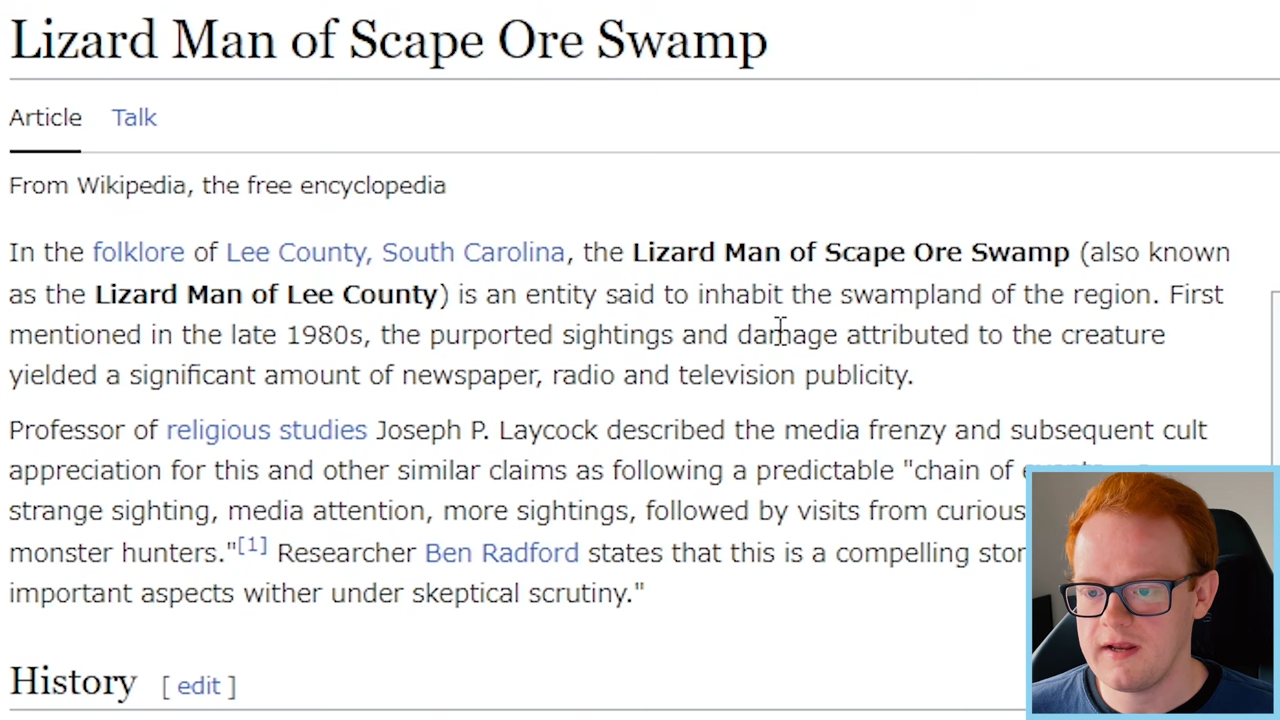 Lizard Man of Scape Ore Swamp
Article Talk
From Wikipedia, the free encyclopedia
In the folklore of Lee County, South Carolina, the Lizard Man of Scape Ore Swamp (also known
as the Lizard Man of Lee County) is an entity said to inhabit the swampland of the region. First
mentioned in the late 1980s, the purported sightings and damage attributed to the creature
yielded a significant amount of newspaper, radio and television publicity.
Professor of religious studies Joseph P. Laycock described the media frenzy and subsequent cult
appreciation for this and other similar claims as following a predictable "chain of
strange sighting, media attention, more sightings, followed by visits from curious
monster hunters."[1] Researcher Ben Radford states that this is a compelling
important aspects wither under skeptical scrutiny."
History [ edit ]